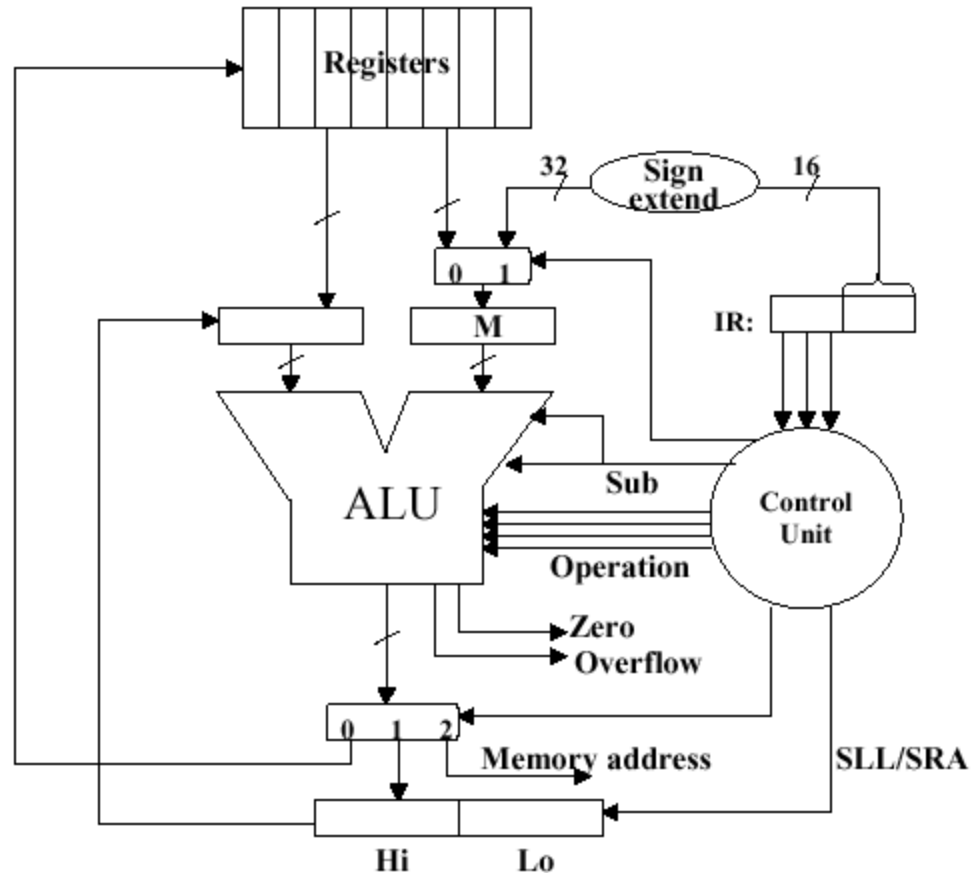 Registers
32
Sign
extend
16
0 1
IR:
M
Sub
ALU
Control
Unit
Operation
Zero
Overflow
0 1 2
Memory address
SLL/SRA
Hi
Lo